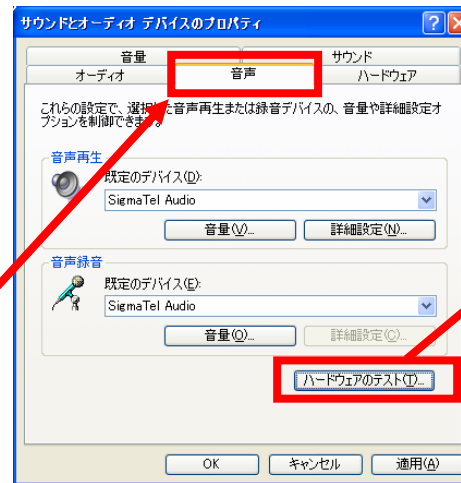 サウンドとオーディオ デバイスのプロパティ
音量 サウンド
オーディオ 音声 ハードウェア
これらの設定で、選択した音声再生または録音デバイスの、音量や詳細設定オ
プションを制御できます。
音声再生
既定のデバイス(D):
SigmaTel Audio
音量(V)... 詳細設定(N)...
音声録音
既定のデバイス(E):
SigmaTel Audio
音量(O)... 詳細設定(C)...
ハードウェアのテスト(T)...
OK キャンセル 適用(A)